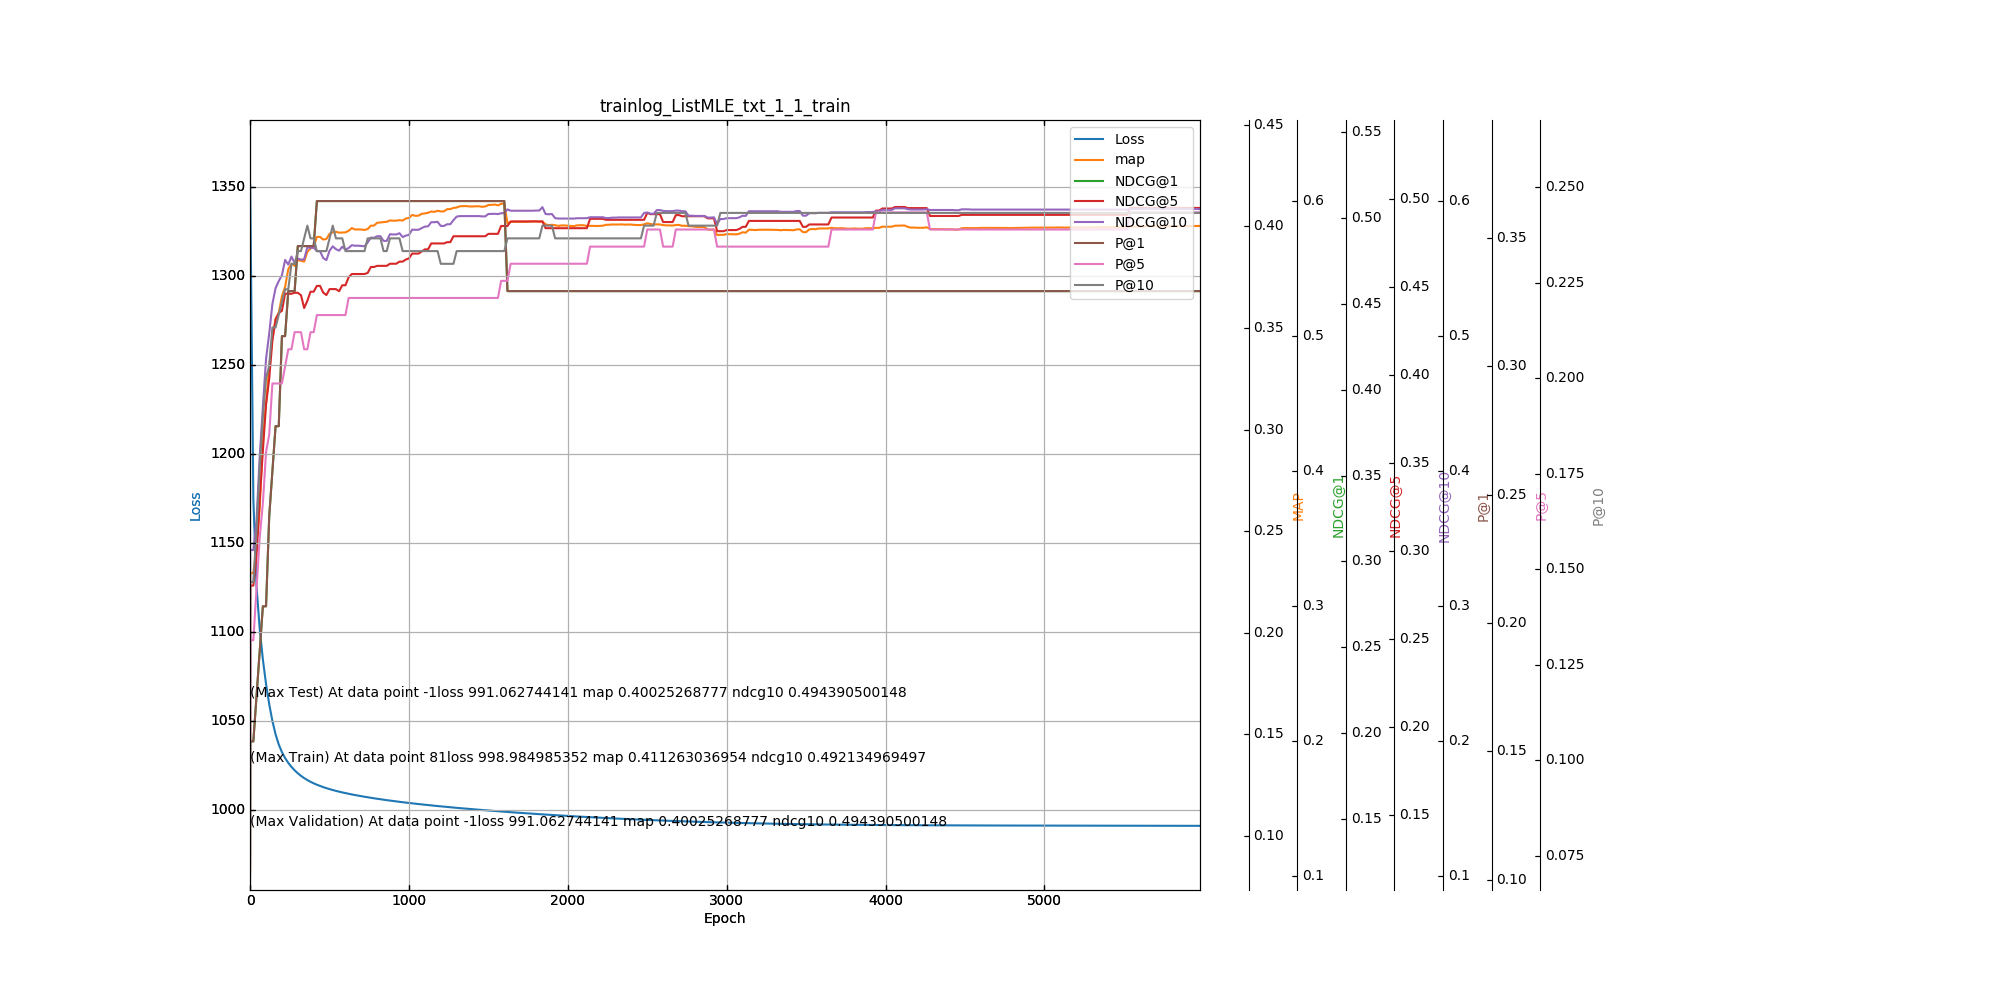 trainlog_ListMLE_txt_1_1_train
Loss
map
NDCG@1
NDCG@5
NDCG@10
P@1
P@5
P@10
1350
1300
1250
1200
1150
1100
1050
1000
Loss
(Max Test) At data point -1loss 991.062744141 map 0.40025268777 ndcg10 0.494390500148
(Max Train) At data point 81loss 998.984985352 map 0.411263036954 ndcg10 0.492134969497
(Max Validation) At data point -1loss 991.062744141 map 0.40025268777 ndcg10 0.494390500148
0 1000 2000 3000 4000 5000
Epoch
0.45
0.40
0.35
0.30
0.25
0.20
0.15
0.10
MAP
0.6
0.5
0.4
0.3
0.2
0.1
NDCG@1
0.55
0.50
0.45
0.40
0.35
0.30
0.25
0.20
0.15
NDCG@5
0.50
0.45
0.40
0.35
0.30
0.25
0.20
0.15
NDCG@10
0.6
0.5
0.4
0.3
0.2
0.1
P@1
0.35
0.30
0.25
0.20
0.15
0.10
P@5
0.250
0.225
0.200
0.175
0.150
0.125
0.100
0.075
P@10